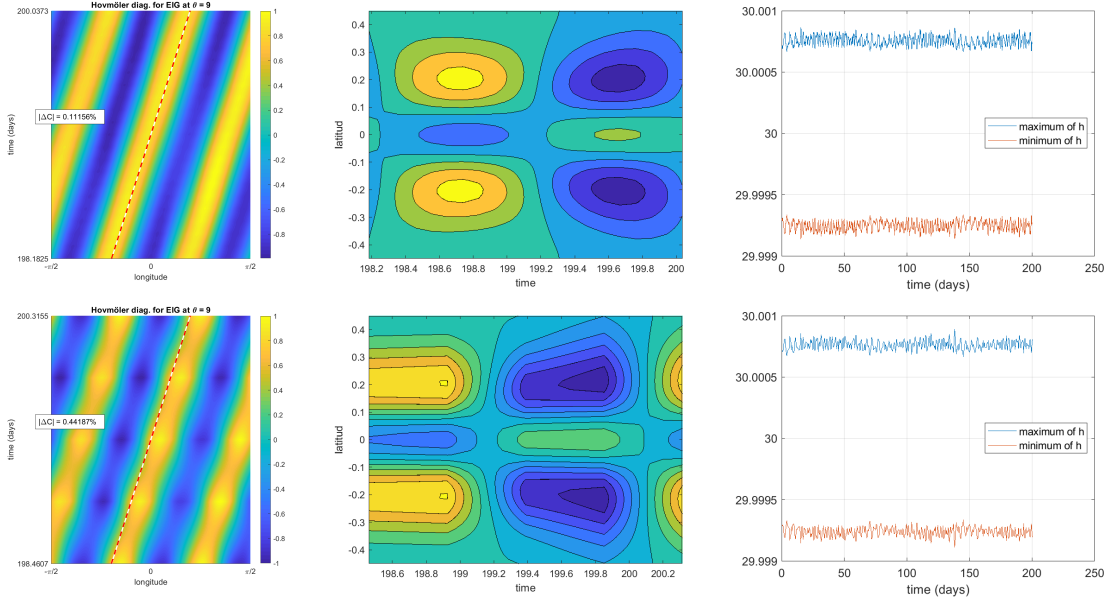 Hovmöler diag. for EIG at θ = 9
200.0373
198.1825
time (days)
|ΔC| = 0.11156%
-π/2 0 π/2
longitude
1
0.8
0.6
0.4
0.2
0
-0.2
-0.4
-0.6
-0.8
latitud
0.4
0.3
0.2
0.1
0
-0.1
-0.2
-0.3
-0.4
198.2 198.4 198.6 198.8 199 199.2 199.4 199.6 199.8 200
time
30.001
30.0005
30
29.9995
29.999
maximum of h
minimum of h
0 50 100 150 200 250
time (days)
Hovmöler diag. for EIG at θ = 9
200.3155
198.4607
time (days)
|ΔC| = 0.44187%
-π/2 0 π/2
longitude
1
0.8
0.6
0.4
0.2
0
-0.2
-0.4
-0.6
-0.8
-1
latitud
0.4
0.3
0.2
0.1
0
-0.1
-0.2
-0.3
-0.4
198.6 198.8 199 199.2 199.4 199.6 199.8 200 200.2
time
30.001
30.0005
30
29.9995
29.999
maximum of h
minimum of h
0 50 100 150 200 250
time (days)